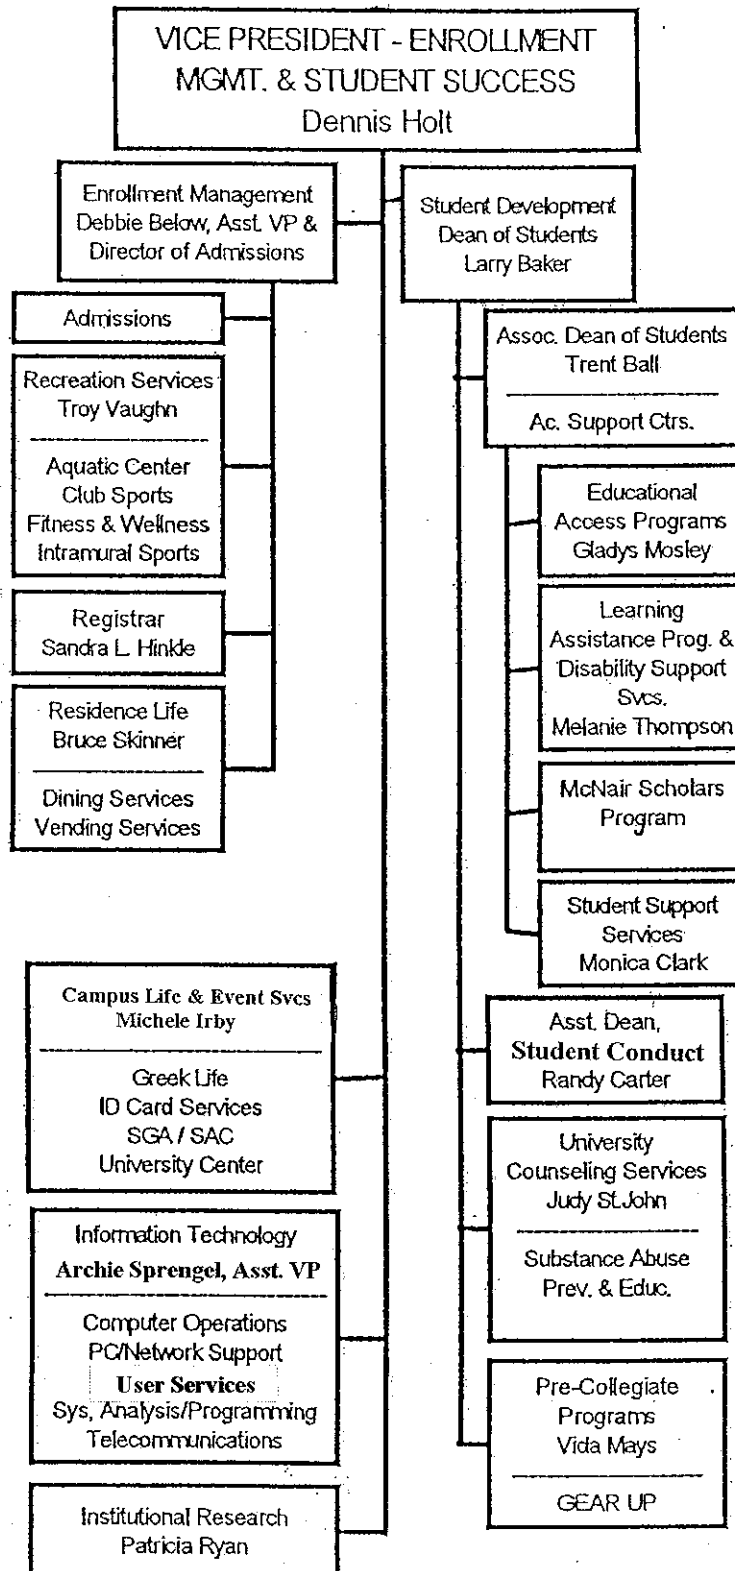 VICE PRESIDENT - ENROLLMENT
MGMT. & STUDENT SUCCESS
Dennis Holt
Enrollment Management
Debbie Below, Asst. VP &
Director of Admissions
Student Development
Dean of Students
Larry Baker
Admissions
Recreation Services
Troy Vaughn
Aquatic Center
Club Sports
Fitness & Wellness
Intramural Sports
Registrar
Sandra L. Hinkle
Residence Life
Bruce Skinner
Dining Services
Vending Services
Assoc. Dean of Students
Trent Ball
Ac. Support Ctrs.
Educational
Access Programs
Gladys Mosley
Learning
Assistance Prog. &
Disability Support
Svcs.
Melanie Thompson
McNair Scholars
Program
Student Support
Services
Monica Clark
Campus Life & Event Svcs
Michele Irby
Greek Life
ID Card Services
SGA / SAC
University Center
Information Technology
Archie Sprengel, Asst. VP
Computer Operations
PC/Network Support
User Services
Sys, Analysis/Programming
Telecommunications
Institutional Research
Patricia Ryan
Asst. Dean,
Student Conduct
Randy Carter
University
Counseling Services
Judy St.John
Substance Abuse
Prev. & Educ.
Pre-Collegiate
Programs
Vida Mays
GEAR UP